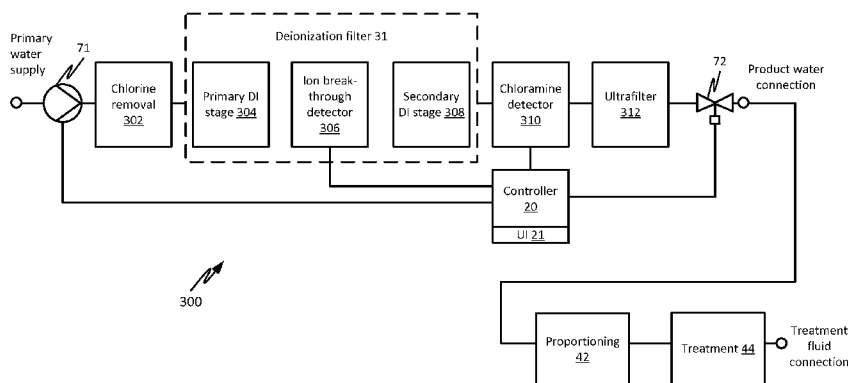 Primary
water
supply
71
Chlorine
removal
302
Deionization filter 31
Primary DI
stage 304
Ion break-
through
detector
306
Secondary
DI stage 308
Chloramine
detector
310
Ultrafilter
312
72
Product water
connection
Controller
20
UI 21
300
Proportioning
42
Treatment 44
Treatment
fluid
connection